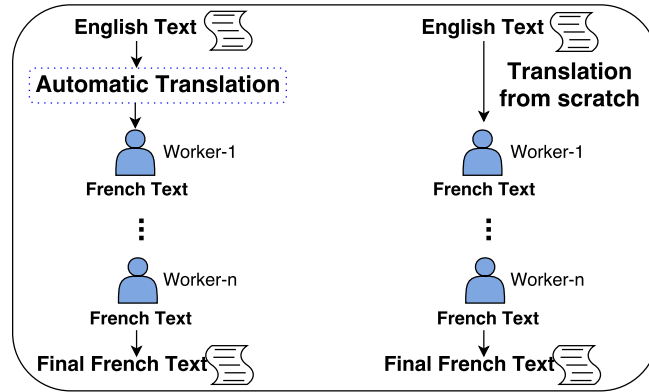 English Text
Automatic Translation
Worker-1
French Text
Worker-n
French Text
Final French Text
English Text
Translation
from scratch
Worker-1
French Text
Worker-n
French Text
Final French Text